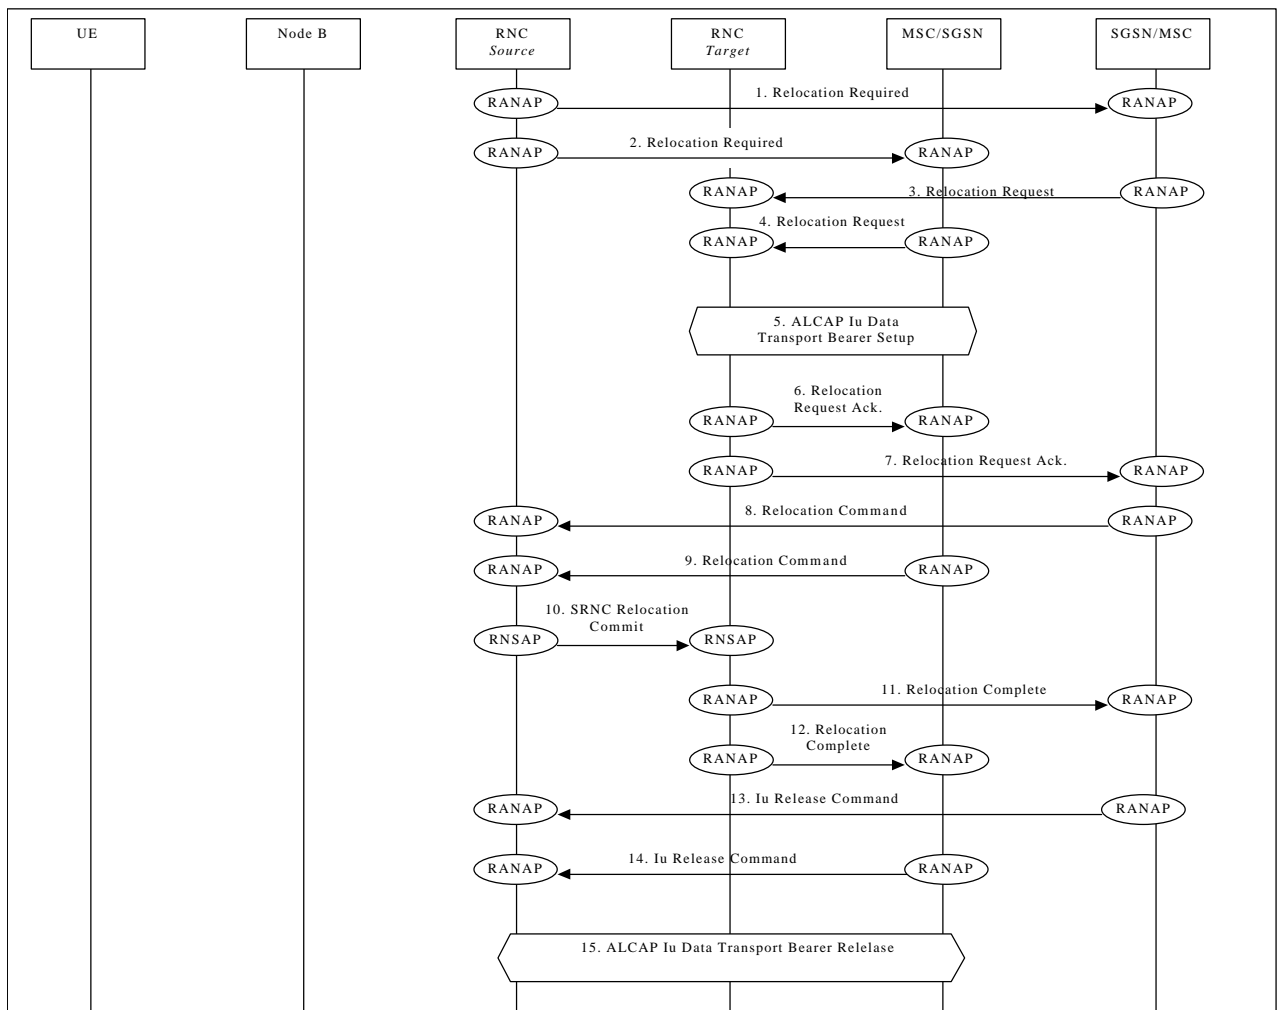 UE
Node B
RNC
Source
RNC
Target
MSC/SGSN
SGSN/MSC
RANAP
1. Relocation Required
RANAP
RANAP
2. Relocation Required
RANAP
RANAP
3. Relocation Request
RANAP
RANAP
4. Relocation Request
RANAP
5. ALCAP Iu Data
Transport Bearer Setup
RANAP
6. Relocation
Request Ack.
RANAP
RANAP
7. Relocation Request Ack.
RANAP
RANAP
8. Relocation Command
RANAP
RANAP
9. Relocation Command
RANAP
RNSAP
10. SRNC Relocation
Commit
RNSAP
RANAP
11. Relocation Complete
RANAP
RANAP
12. Relocation
Complete
RANAP
RANAP
13. Iu Release Command
RANAP
RANAP
14. Iu Release Command
RANAP
15. ALCAP Iu Data Transport Bearer Relelase